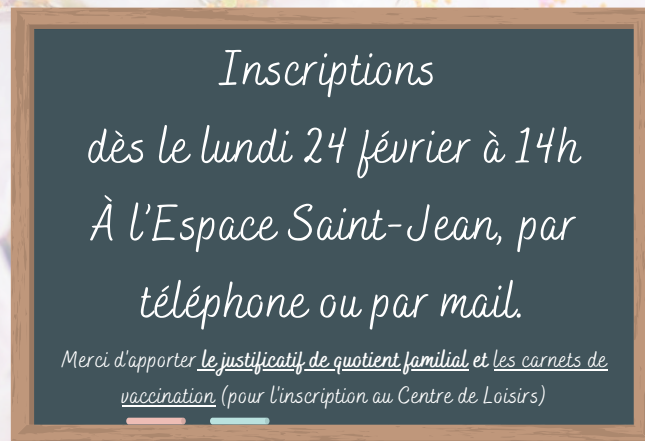 Inscriptions
dès le lundi 24 février à 14h
À l'Espace Saint-Jean, par
téléphone ou par mail.
Merci d'apporter le justificatif de quotient familial et les carnets de
vaccination (pour l'inscription au Centre de Loisirs)